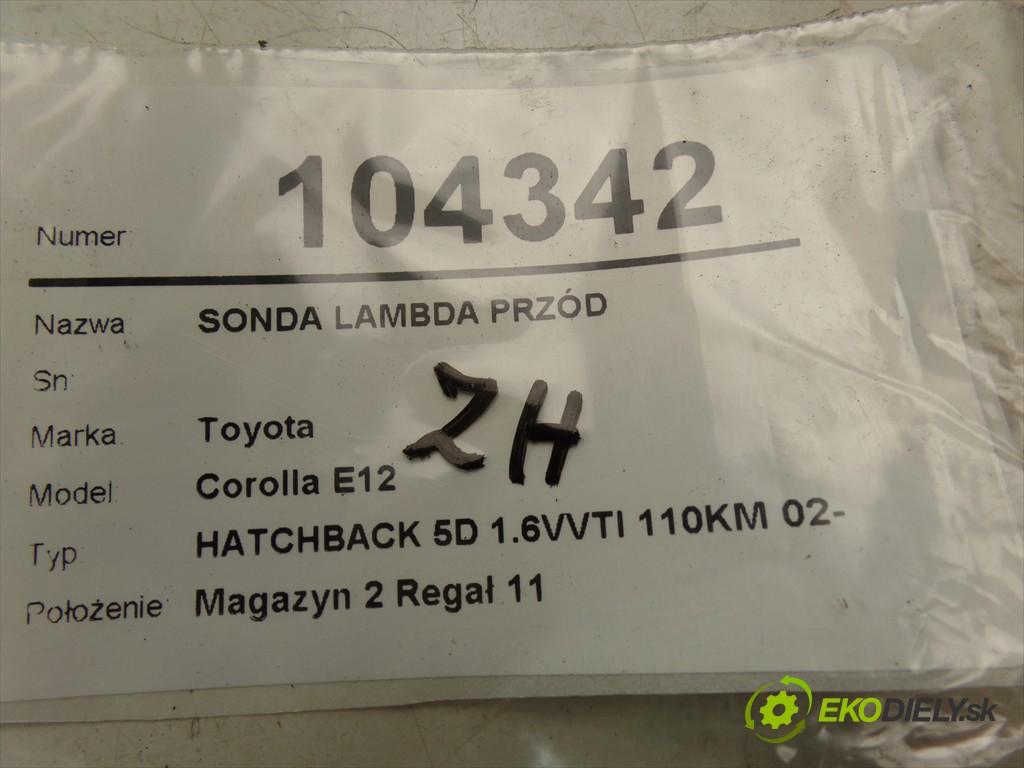 Numer: 104342
Nazwa: SONDA LAMBDA PRZÓD
Sn:
Marka: Toyota
ZH
Model: Corolla E12
Typ HATCHBACK 5D 1.6VVTI 110KM 02-
Położenie: Magazyn 2 Regał 11
EKODIELY.sk